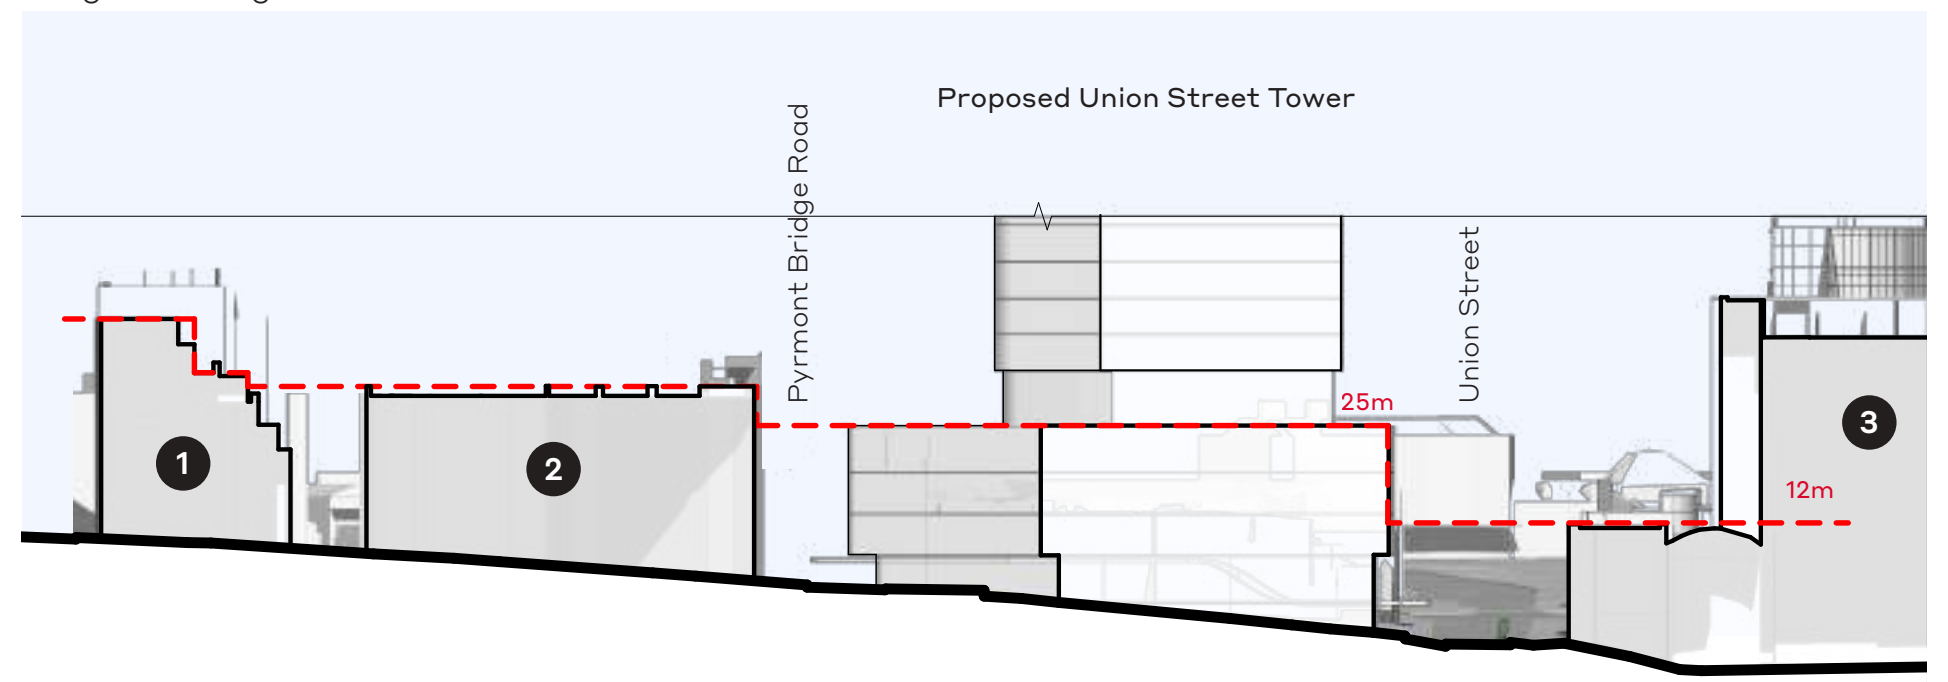 Proposed Union Street Tower
Pyrmont Bridge Road
Union Street
25m
12m
1
2
3